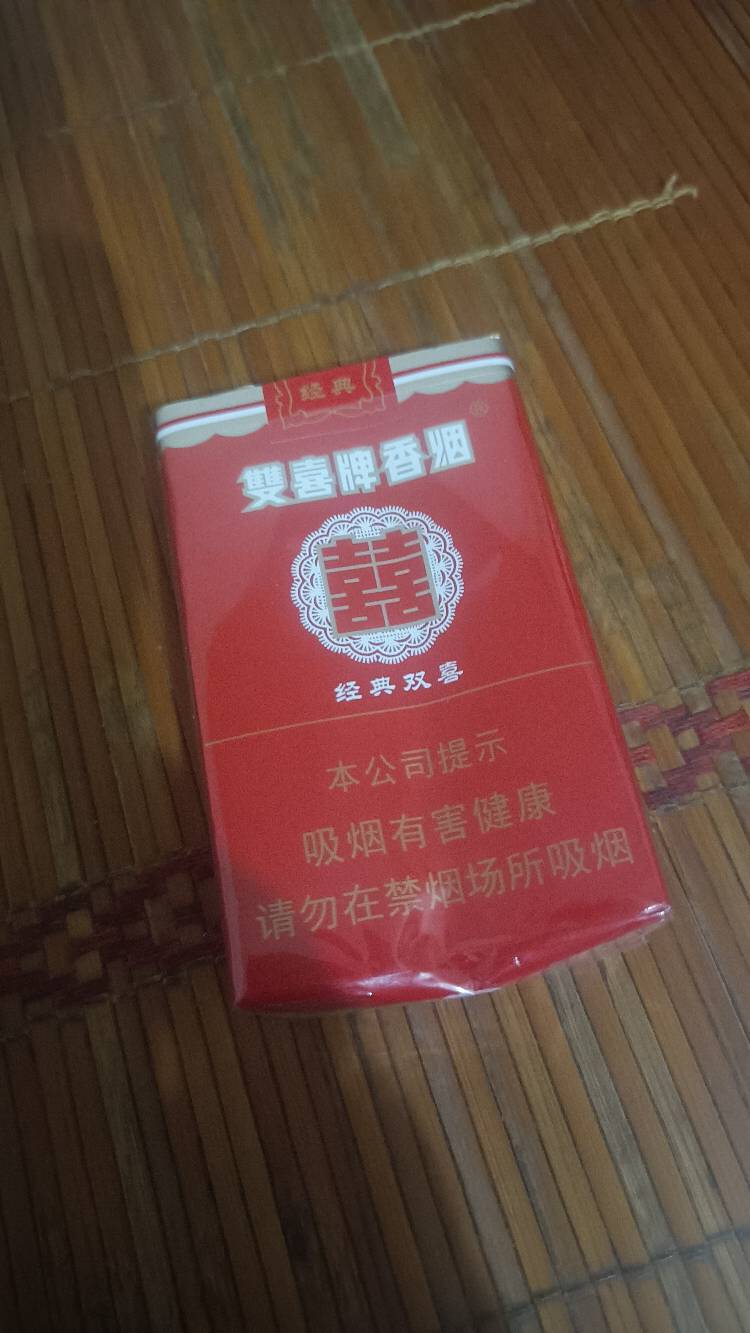 经典
雙喜牌香烟
囍
经典双喜
本公司提示
吸烟有害健康
请勿在禁烟场所吸烟